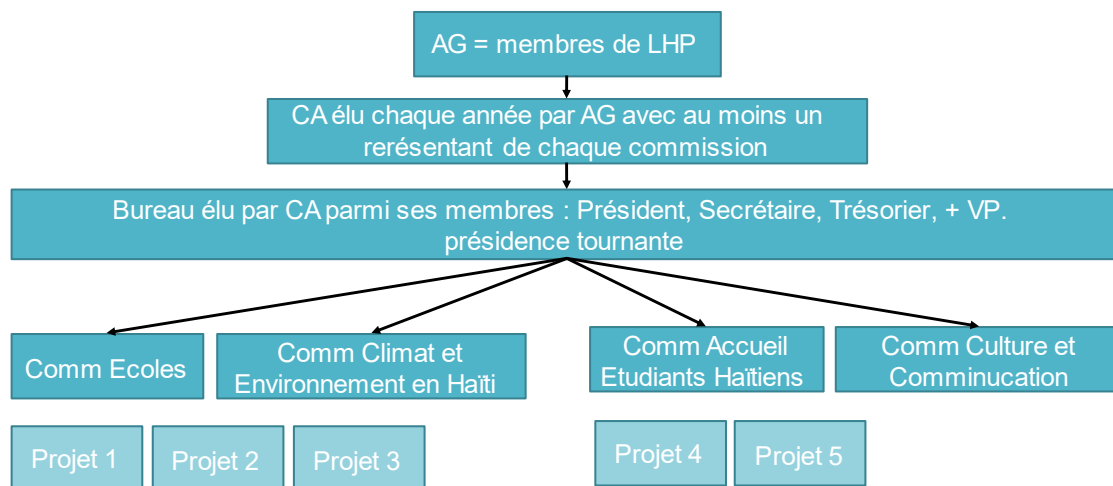 AG = membres de LHP
CA élu chaque année par AG avec au moins un
rerésentant de chaque commission
Bureau élu par CA parmi ses membres : Président, Secrétaire, Trésorier, + VP.
présidence tournante
Comm Ecoles
Comm Climat et
Environnement en Haïti
Comm Accueil
Etudiants Haïtiens
Comm Culture et
Comminucation
Projet 1
Projet 2
Projet 3
Projet 4
Projet 5